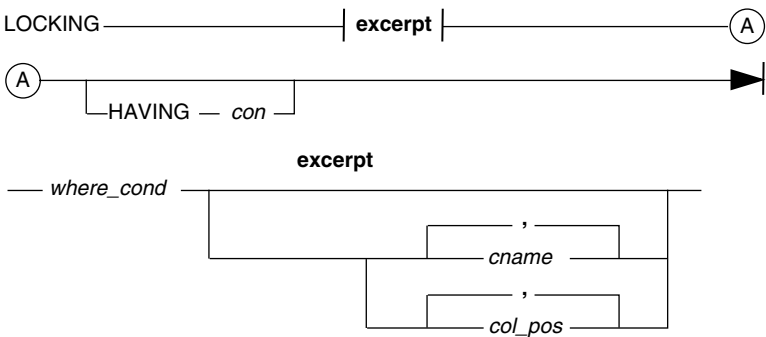 LOCKING excerpt A
A
HAVING con
excerpt
where_cond
,
cname
,
col_pos